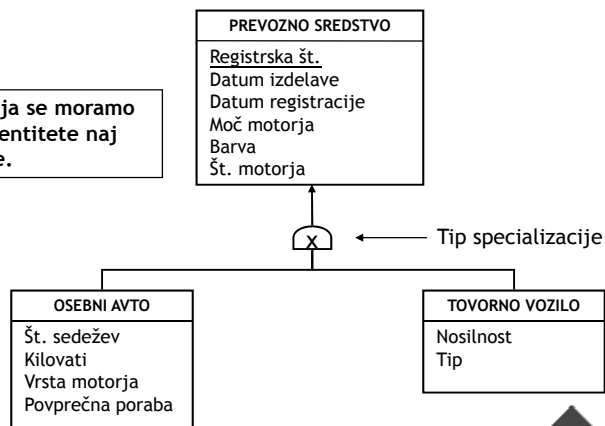 PREVOZNO SREDSTVO
Registrska št.
Datum izdelave
Datum registracije
Moč motorja
Barva
Št. motorja
ja se moramo
entitete naj
e.
x
Tip specializacije
OSEBNI AVTO
Št. sedežev
Kilovati
Vrsta motorja
Povprečna poraba
TOVORNO VOZILO
Nosilnost
Tip